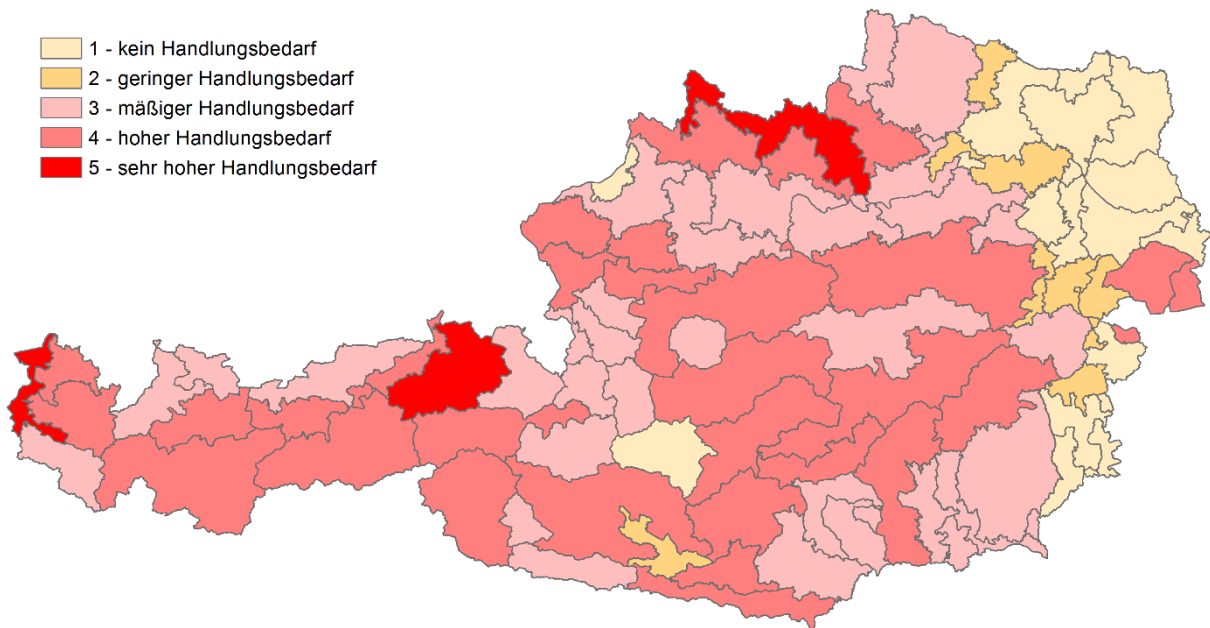 1 - kein Handlungsbedarf
2 - geringer Handlungsbedarf
3 - mäßiger Handlungsbedarf
4 - hoher Handlungsbedarf
5 - sehr hoher Handlungsbedarf